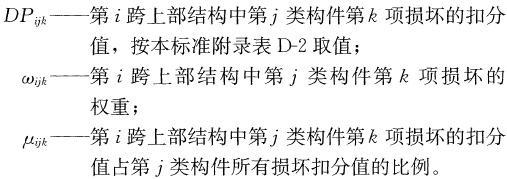 DPijk——第 i 跨上部结构中第 j 类构件第 k 项损坏的扣分
值，按本标准附录表 D-2 取值；
ωijk——第 i 跨上部结构中第 j 类构件第 k 项损坏的
权重；
μijk——第 i 跨上部结构中第 j 类构件第 k 项损坏的扣分
值占第 j 类构件所有损坏扣分值的比例。